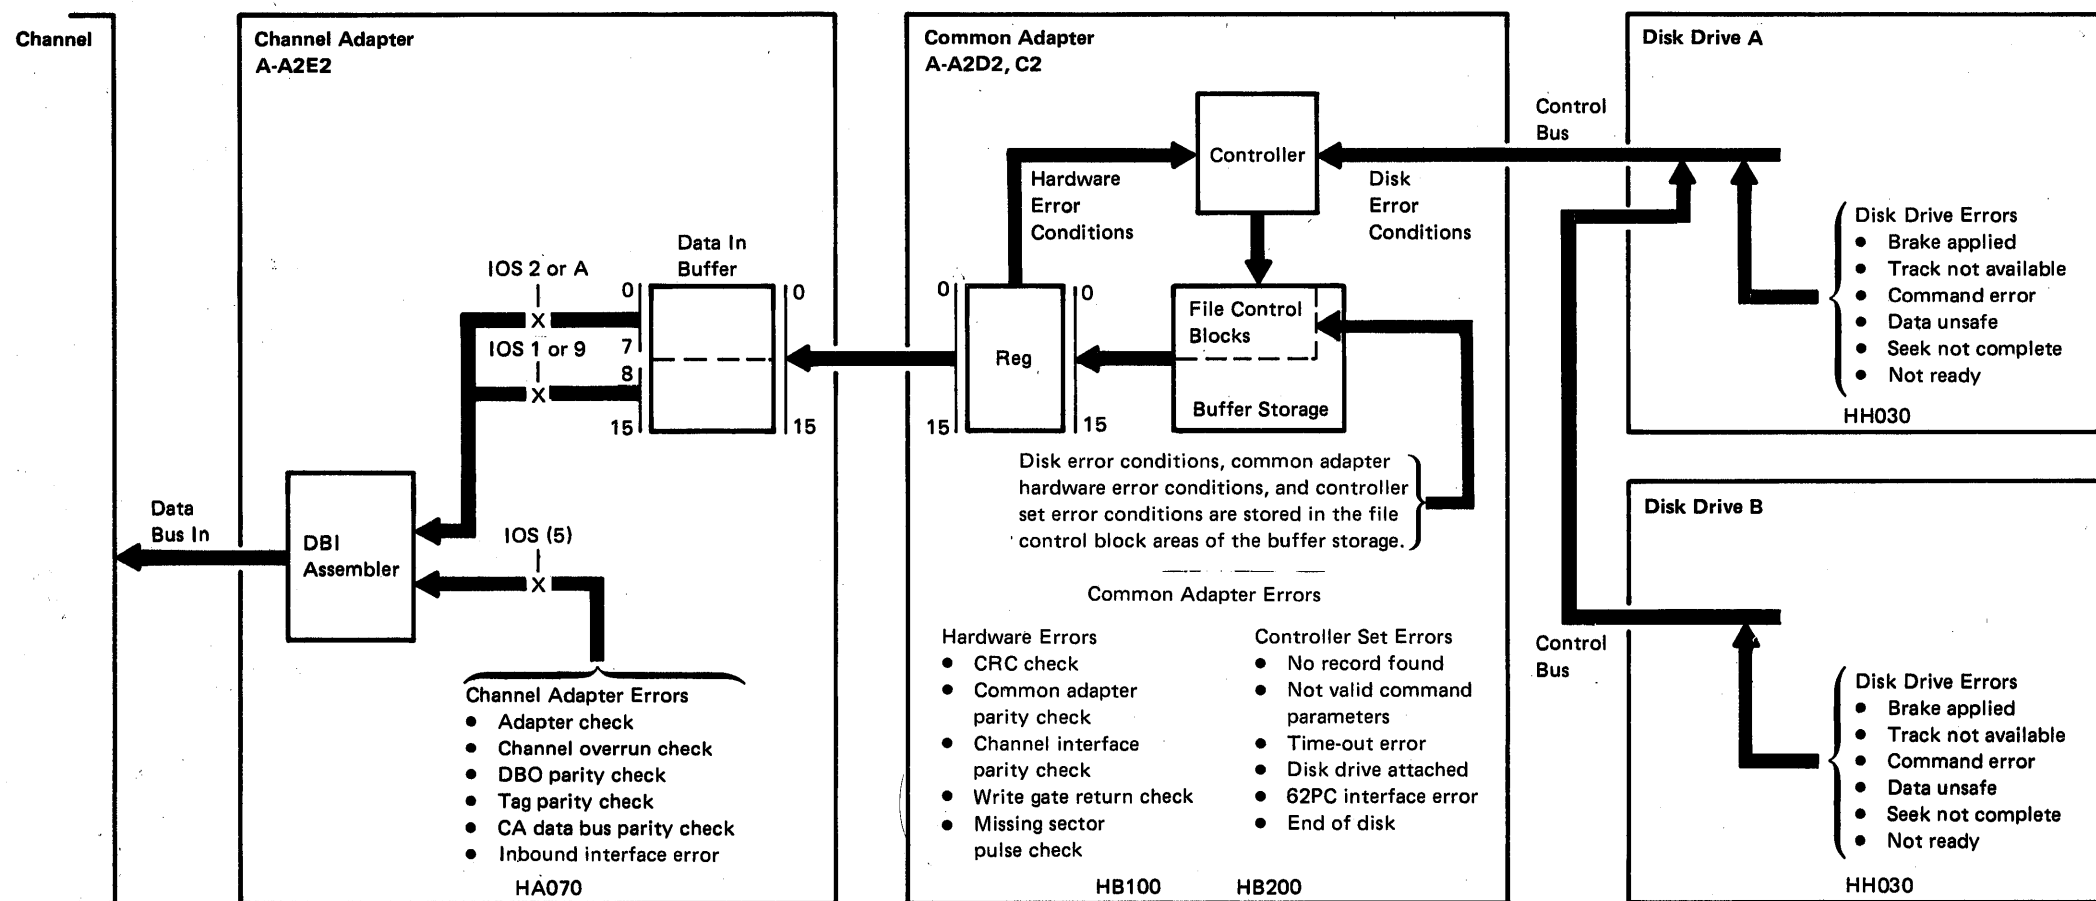 Channel
Channel Adapter
A-A2E2
Data In
Buffer
IOS 2 or A
0
0
X
IOS 1 or 9
7
8
X
15
15
Data
Bus In
DBI
Assembler
IOS (5)
X
Channel Adapter Errors
● Adapter check
● Channel overrun check
● DBO parity check
● Tag parity check
● CA data bus parity check
● Inbound interface error
HA070
Common Adapter
A-A2D2, C2
Controller
Hardware
Error
Conditions
Disk
Error
Conditions
0
0
Reg
15
15
File Control
Blocks
Buffer Storage
Disk error conditions, common adapter
hardware error conditions, and controller
set error conditions are stored in the file
control block areas of the buffer storage.
Common Adapter Errors
Hardware Errors
● CRC check
● Common adapter
parity check
● Channel interface
parity check
● Write gate return check
● Missing sector
pulse check
HB100
Controller Set Errors
● No record found
● Not valid command
parameters
● Time-out error
● Disk drive attached
● 62PC interface error
● End of disk
HB200
Control
Bus
Disk Drive A
Disk Drive Errors
● Brake applied
● Track not available
● Command error
● Data unsafe
● Seek not complete
● Not ready
HH030
Control
Bus
Disk Drive B
Disk Drive Errors
● Brake applied
● Track not available
● Command error
● Data unsafe
● Seek not complete
● Not ready
HH030